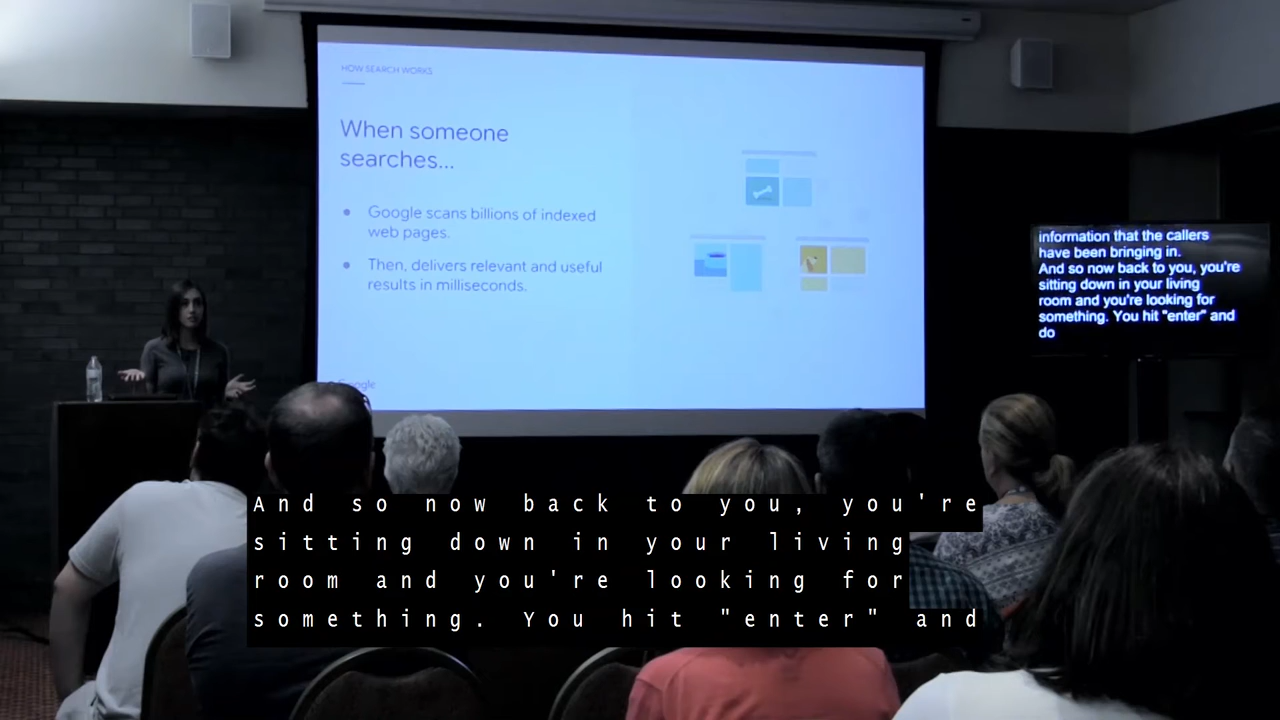 HOW SEARCH WORKS
When someone
searches...
• Google scans billions of indexed
web pages.
• Then, delivers relevant and useful
results in milliseconds.
Google
information that the callers
have been bringing in.
And so now back to you, you're
sitting down in your living
room and you're looking for
something. You hit "enter" and
do
And so now back to you, you're
sitting down in your living
room and you're looking for
something. You hit "enter" and